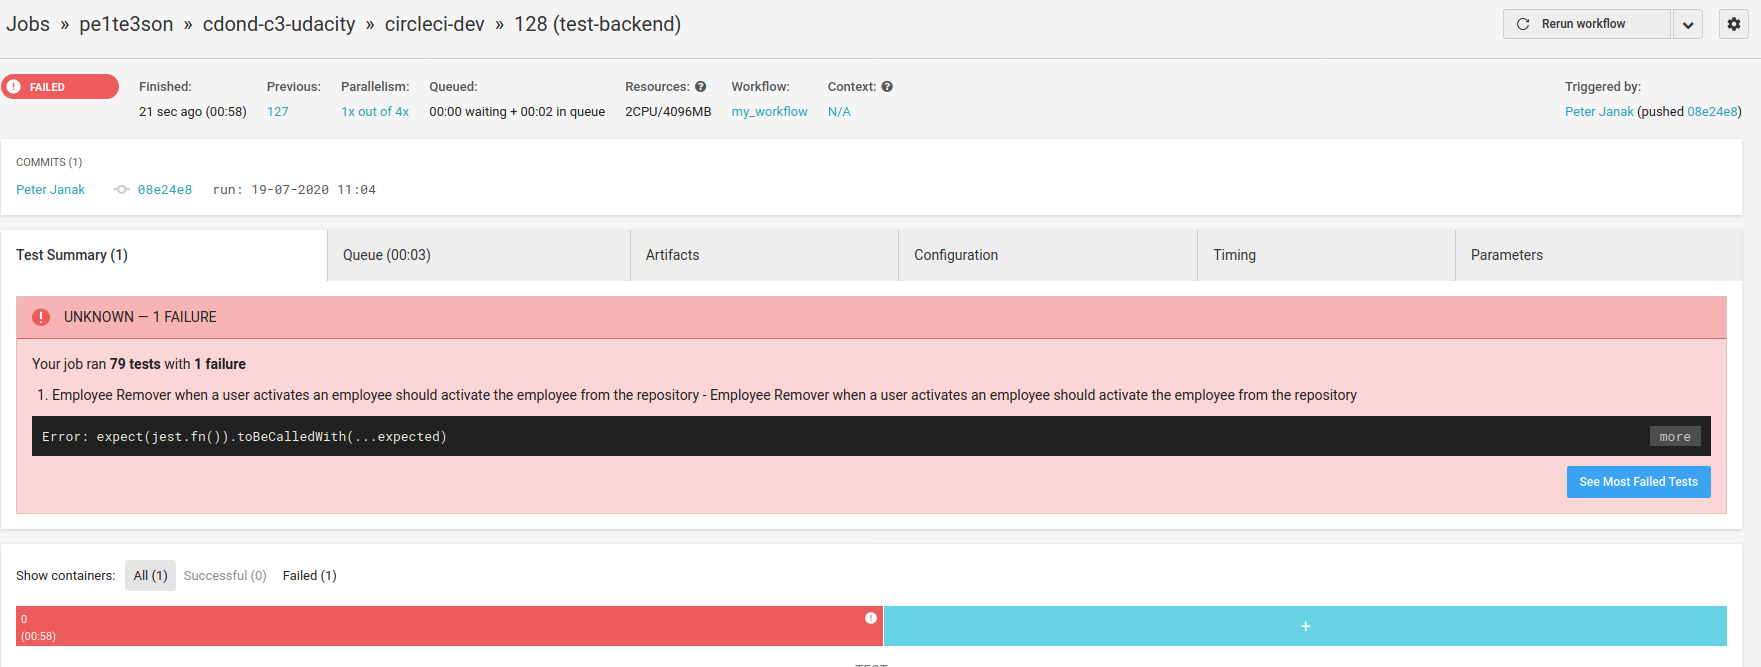 Jobs » pe1te3son » cdond-c3-udacity » circleci-dev » 128 (test-backend)
Rerun workflow
FAILED
Finished: Previous: Parallelism: Queued: Resources: Workflow: Context: Triggered by:
21 sec ago (00:58) 127 1x out of 4x 00:00 waiting + 00:02 in queue 2CPU/4096MB my_workflow N/A Peter Janak (pushed 08e24e8)
COMMITS (1)
Peter Janak 08e24e8 run: 19-07-2020 11:04
Test Summary (1) Queue (00:03) Artifacts Configuration Timing Parameters
UNKNOWN — 1 FAILURE
Your job ran 79 tests with 1 failure
1. Employee Remover when a user activates an employee should activate the employee from the repository - Employee Remover when a user activates an employee should activate the employee from the repository
Error: expect(jest.fn()).toBeCalledWith(...expected) more
See Most Failed Tests
Show containers: All (1) Successful (0) Failed (1)
0
(00:58)
+
TEST